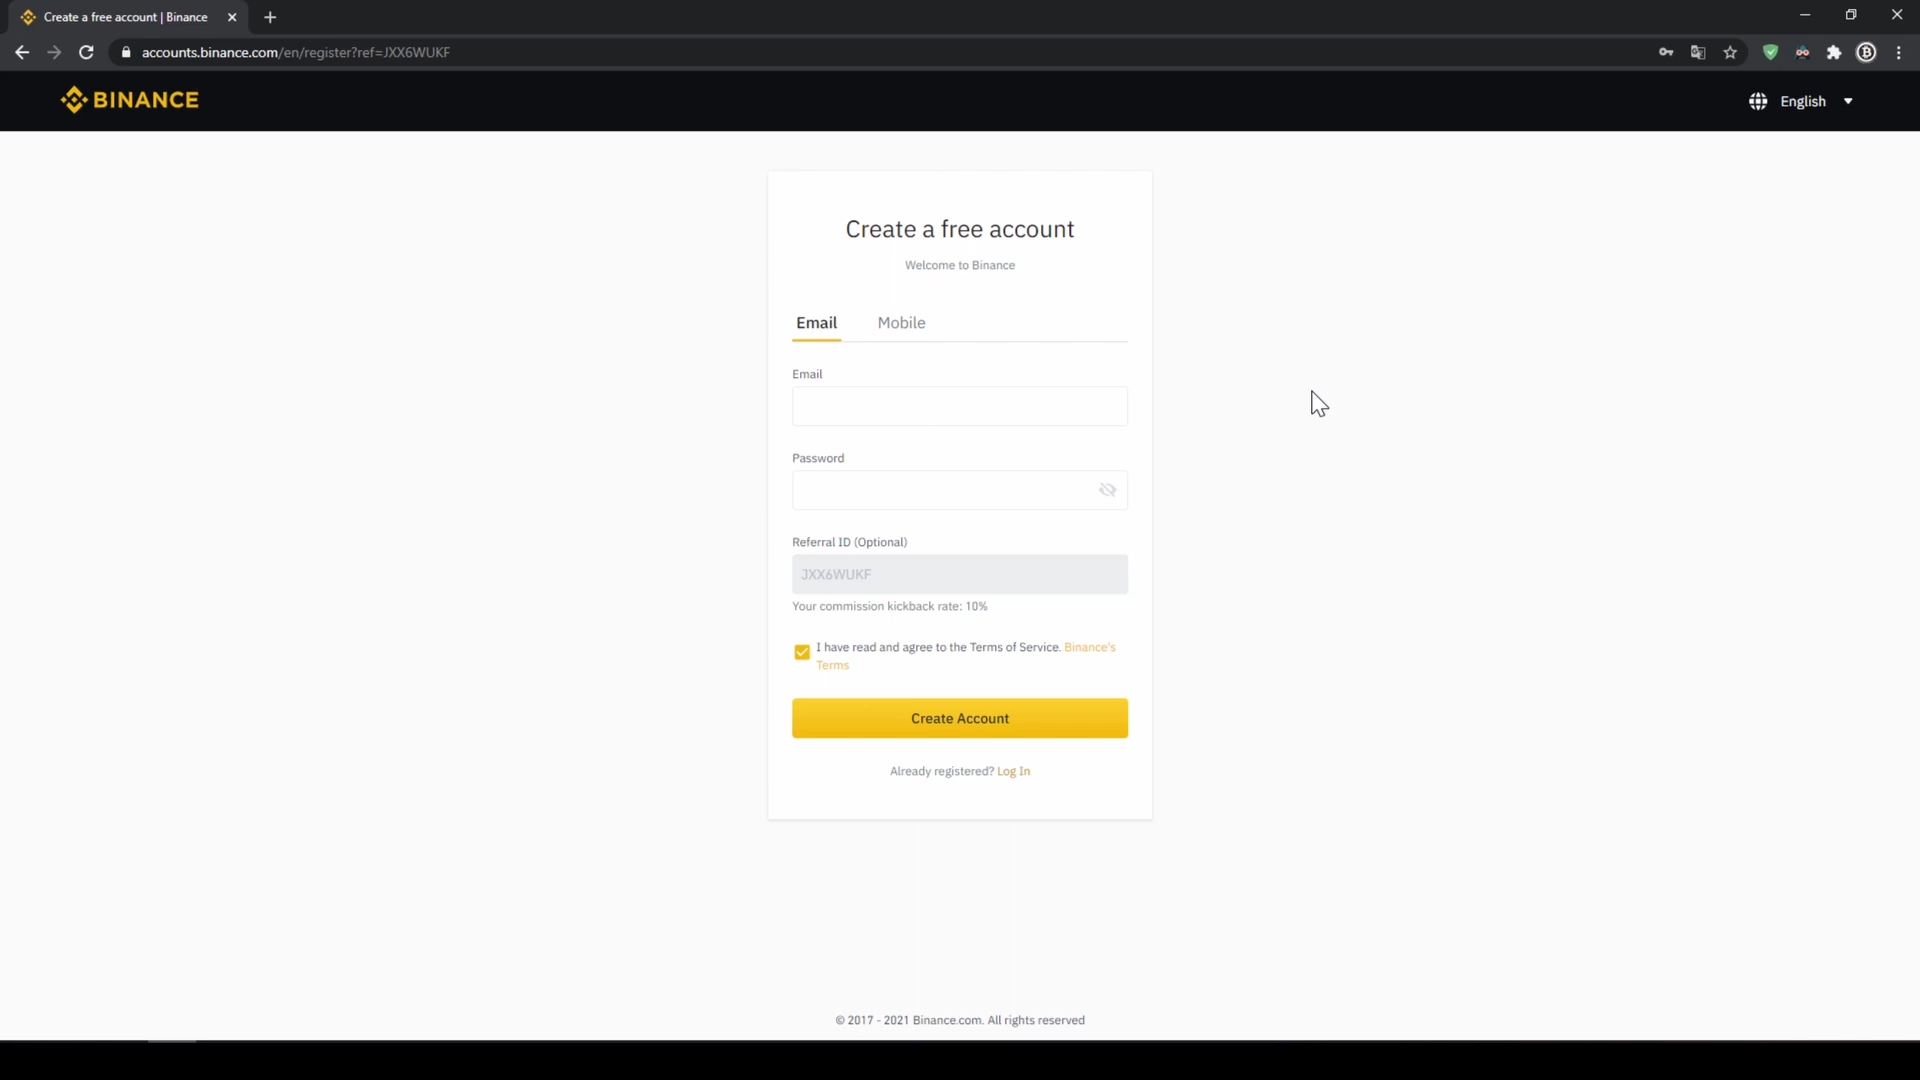 Create a free account | Binance
accounts.binance.com/en/register?ref=JXX6WUKF
BINANCE
English
Create a free account
Welcome to Binance
Email Mobile
Email
Password
Referral ID (Optional)
JXX6WUKF
Your commission kickback rate: 10%
I have read and agree to the Terms of Service. Binance's
Terms
Create Account
Already registered? Log In
© 2017 - 2021 Binance.com. All rights reserved